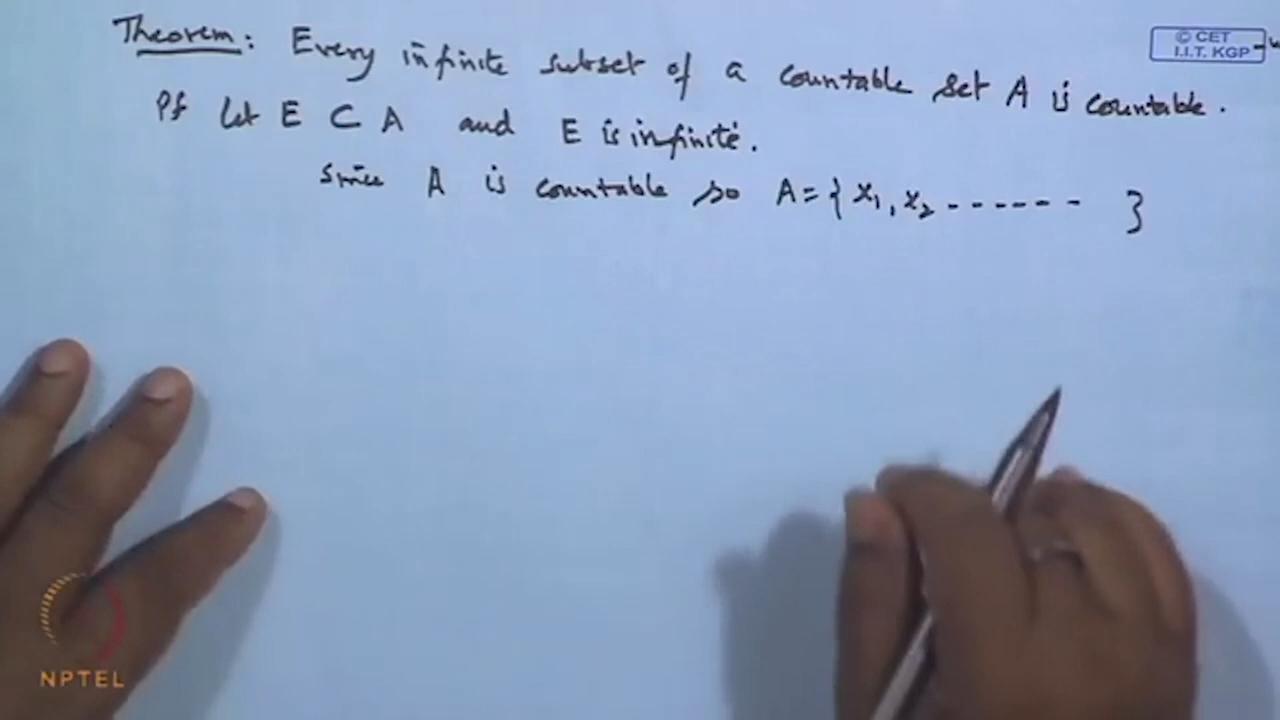 Theorem: Every infinite subset of a countable set A is countable.
Pf Let E ⊂ A and E is infinite.
Since A is countable so A = { x₁, x₂ - - - - - - }
© CET
I.I.T. KGP
NPTEL